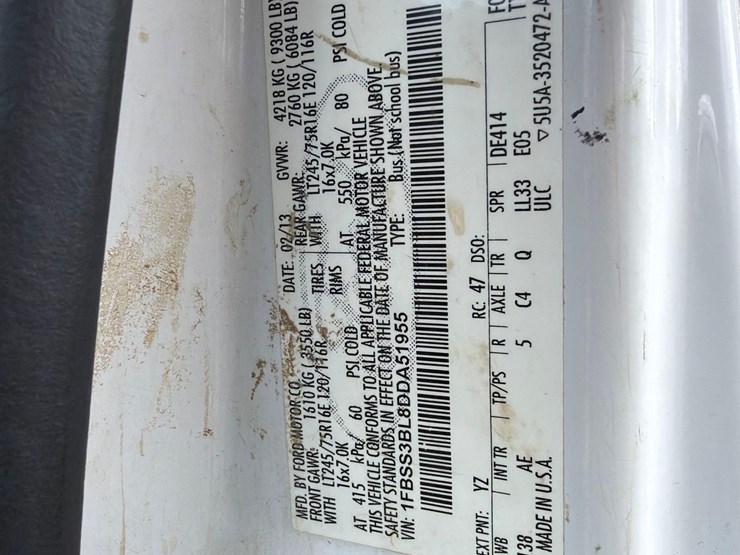 MFD. BY FORD MOTOR CO.
DATE: 02/13 GVWR: 4218 KG ( 9300 LB)
FRONT GAWR: 1610 KG ( 3550 LB) REAR GAWR: 2760 KG ( 6084 LB)
WITH LT245/75R16E 120/116R TIRES WITH LT245/75R16E 120/116R
16x7.0K RIMS 16x7.0K
AT 415 kPa/ 60 PSI COLD AT 550 kPa/ 80 PSI COLD
THIS VEHICLE CONFORMS TO ALL APPLICABLE FEDERAL MOTOR VEHICLE
SAFETY STANDARDS IN EFFECT ON THE DATE OF MANUFACTURE SHOWN ABOVE.
VIN: 1FBSS3BL8DDA51955 TYPE: Bus (Not school bus)
EXT PNT: YZ RC: 47 DSO:
WB INT TR TP/PS R AXLE TR SPR
138 AE 5 C4 Q LL33 DE414
ULC E05
MADE IN U.S.A. ▽5U5A-3520472-A